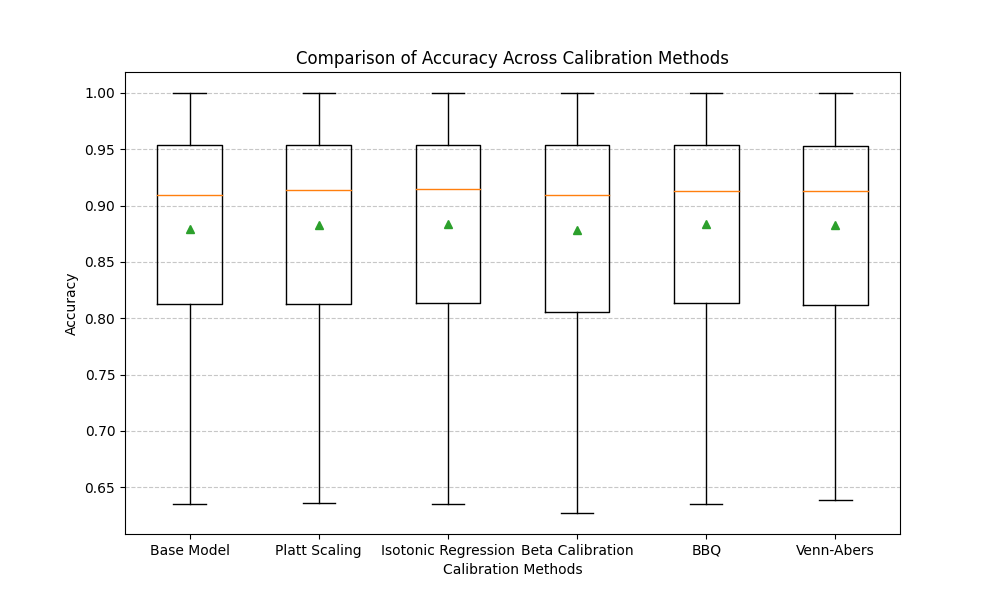 Comparison of Accuracy Across Calibration Methods
1.00
0.95
0.90
0.85
0.80
0.75
0.70
0.65
Accuracy
Base Model Platt Scaling Isotonic Regression Beta Calibration BBQ Venn-Abers
Calibration Methods